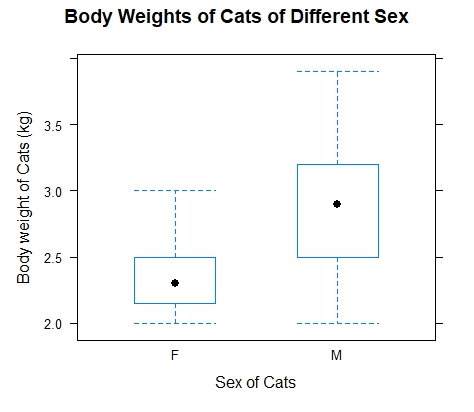 Body Weights of Cats of Different Sex
Body weight of Cats (kg)
3.5
3.0
2.5
2.0
F M
Sex of Cats